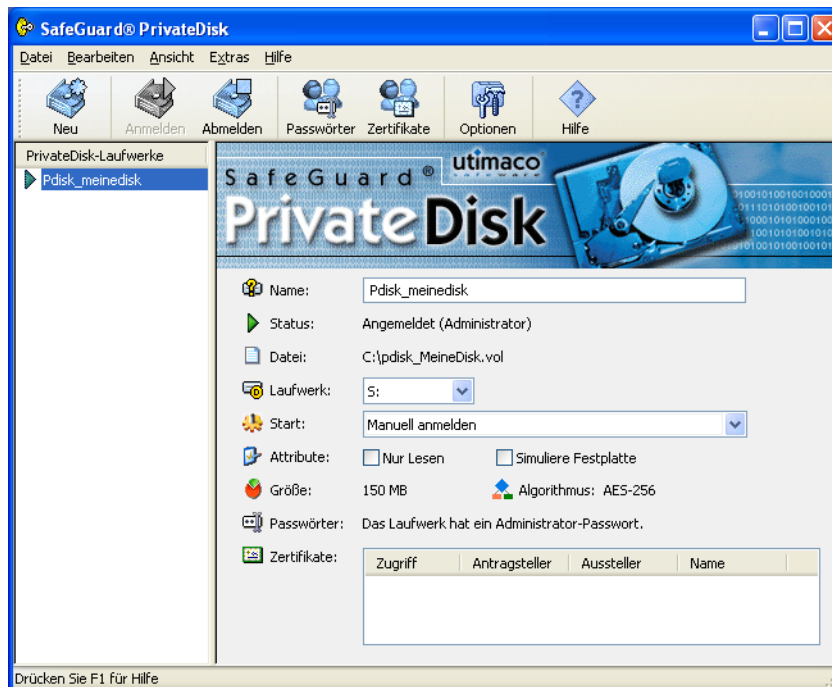 SafeGuard® PrivateDisk
Datei Bearbeiten Ansicht Extras Hilfe
Neu Anmelden Abmelden Passwörter Zertifikate Optionen Hilfe
PrivateDisk-Laufwerke
Pdisk_meinedisk
utimaco
software
SafeGuard®
PrivateDisk
Name: Pdisk_meinedisk
Status: Angemeldet (Administrator)
Datei: C:\pdisk_MeineDisk.vol
Laufwerk: S:
Start: Manuell anmelden
Attribute: Nur Lesen Simuliere Festplatte
Größe: 150 MB Algorithmus: AES-256
Passwörter: Das Laufwerk hat ein Administrator-Passwort.
Zertifikate: Zugriff Antragsteller Aussteller Name
Drücken Sie F1 für Hilfe